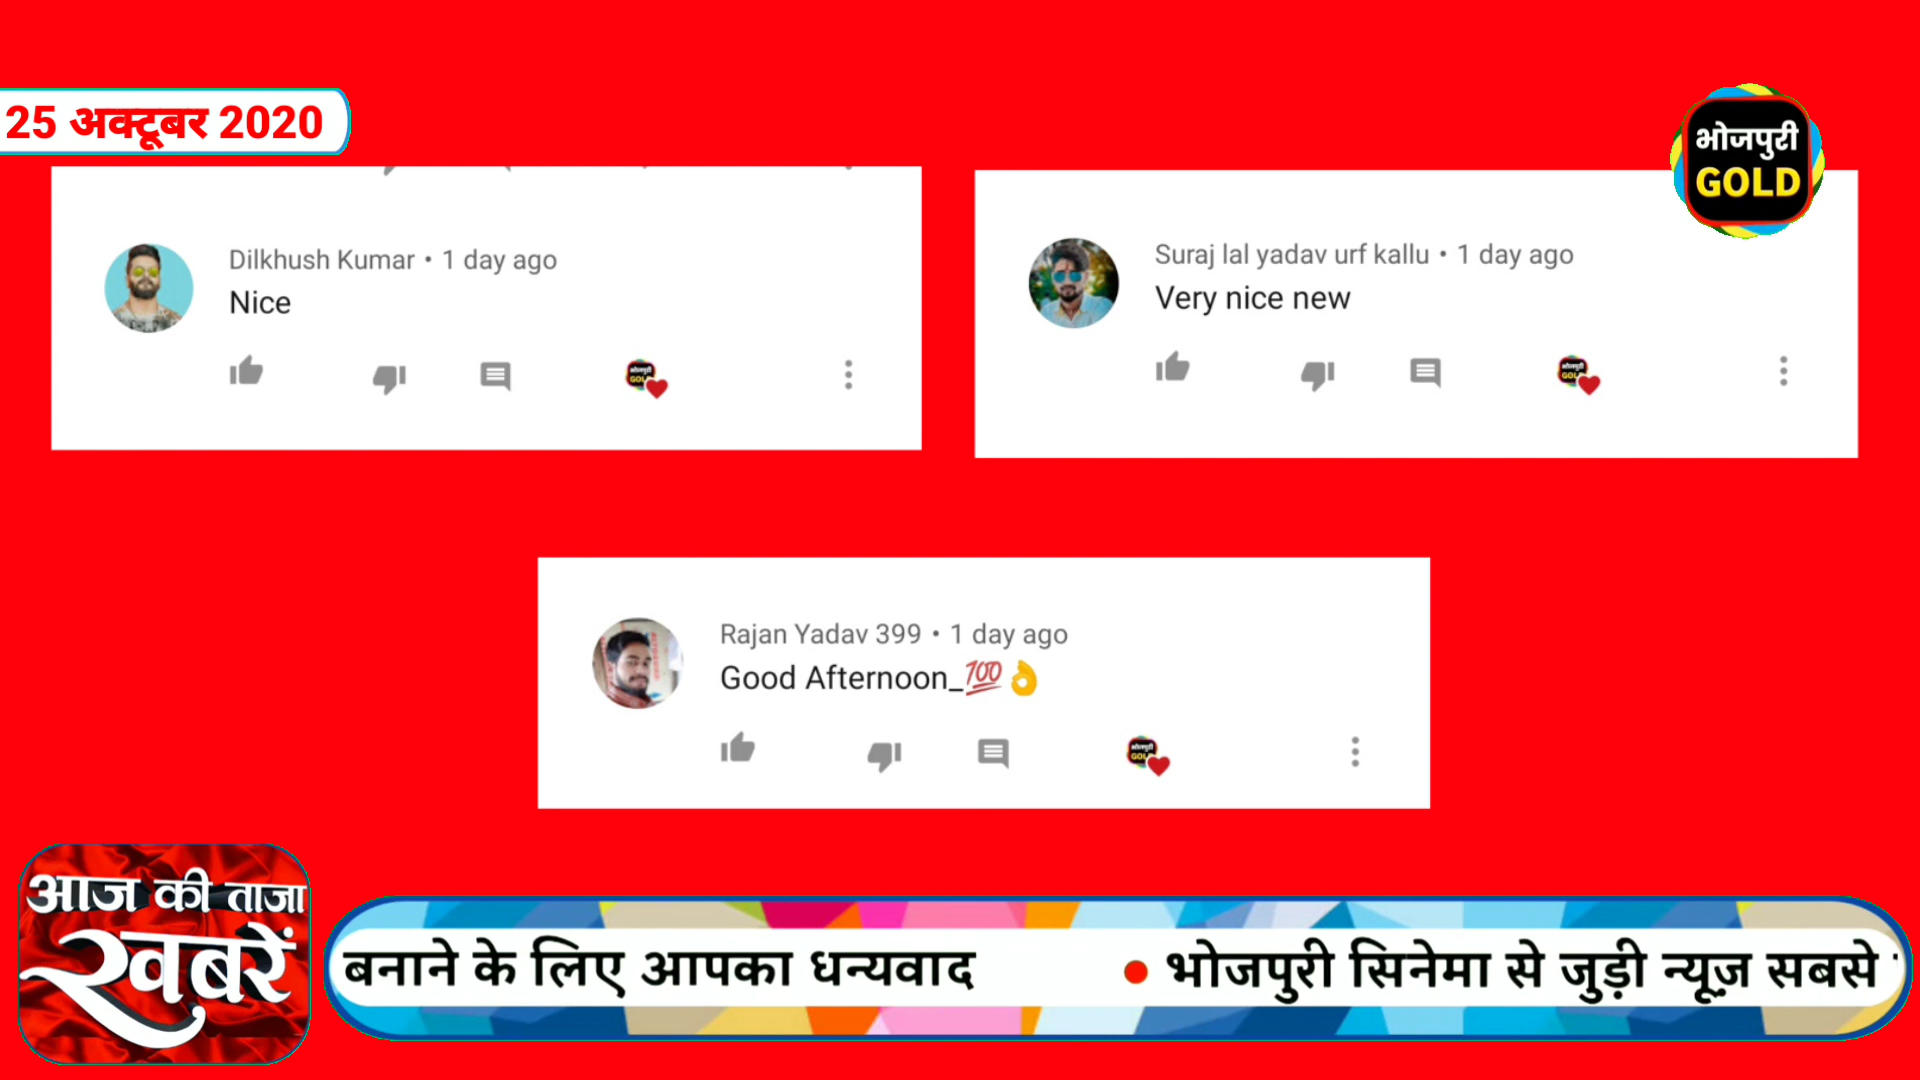 25 अक्टूबर 2020
भोजपुरी
GOLD
Dilkhush Kumar • 1 day ago
Nice
Suraj lal yadav urf kallu • 1 day ago
Very nice new
Rajan Yadav 399 • 1 day ago
Good Afternoon_💯👌
आज की ताजा
ख़बरें
बनाने के लिए आपका धन्यवाद
भोजपुरी सिनेमा से जुड़ी न्यूज़ सबसे